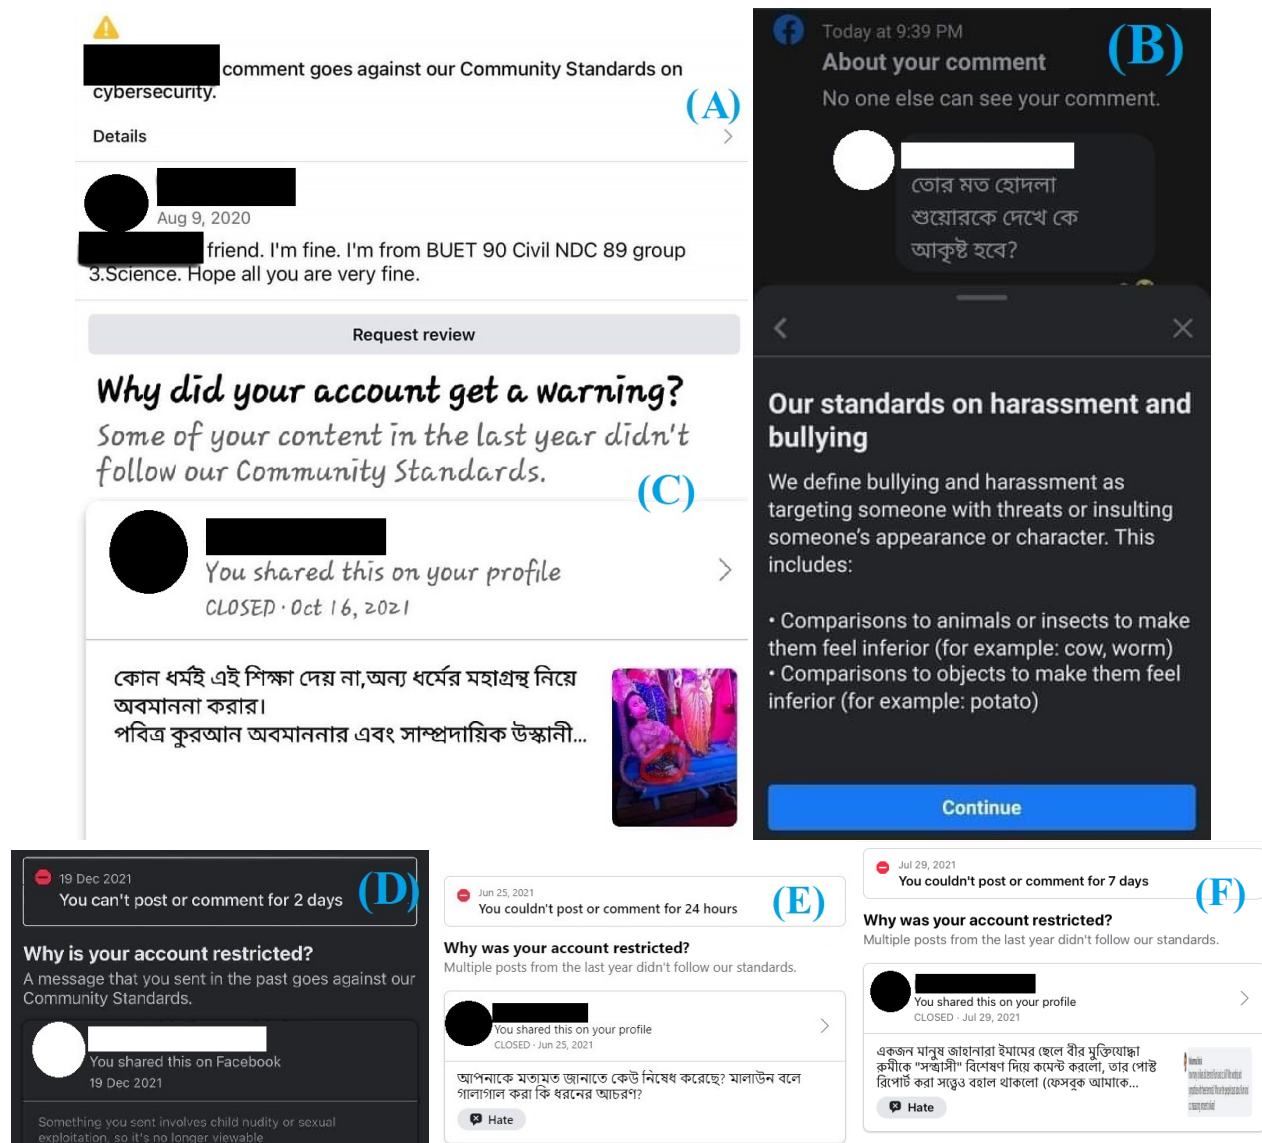 comment goes against our Community Standards on
cybersecurity.
(A)
Details
Aug 9, 2020
friend. I'm fine. I'm from BUET 90 Civil NDC 89 group
3.Science. Hope all you are very fine.
Request review
Why did your account get a warning?
Some of your content in the last year didn't
follow our Community Standards.
(C)
You shared this on your profile
CLOSED · Oct 16, 2021
কোন ধর্মই এই শিক্ষা দেয় না,অন্য ধর্মের মহাগ্রন্থ নিয়ে
অবমাননা করার।
পবিত্র কুরআন অবমাননার এবং সাম্প্রদায়িক উস্কানী...
Today at 9:39 PM
(B)
About your comment
No one else can see your comment.
তোর মত হোদলা
শুয়োরকে দেখে কে
আকৃষ্ট হবে?
Our standards on harassment and
bullying
We define bullying and harassment as
targeting someone with threats or insulting
someone's appearance or character. This
includes:
• Comparisons to animals or insects to make
them feel inferior (for example: cow, worm)
• Comparisons to objects to make them feel
inferior (for example: potato)
Continue
19 Dec 2021
You can't post or comment for 2 days
(D)
Why is your account restricted?
A message that you sent in the past goes against our
Community Standards.
You shared this on Facebook
19 Dec 2021
Something you sent involves child nudity or sexual
exploitation, so it's no longer viewable
Jun 25, 2021
You couldn't post or comment for 24 hours
(E)
Why was your account restricted?
Multiple posts from the last year didn't follow our standards.
You shared this on your profile
CLOSED · Jun 25, 2021
আপনাকে মতামত জানাতে কেউ নিষেধ করেছে? মালাউন বলে
গালাগাল করা কি ধরনের আচরণ?
Hate
Jul 29, 2021
You couldn't post or comment for 7 days
(F)
Why was your account restricted?
Multiple posts from the last year didn't follow our standards.
You shared this on your profile
CLOSED · Jul 29, 2021
একজন মানুষ জাহানারা ইমামের ছেলে বীর মুক্তিযোদ্ধা
রুমীকে "সন্ত্রাসী" বিশেষণ দিয়ে কমেন্ট করলো, তার পোস্ট
রিপোর্ট করা সত্ত্বেও বহাল থাকলো (ফেসবুক আমাকে...
Hate